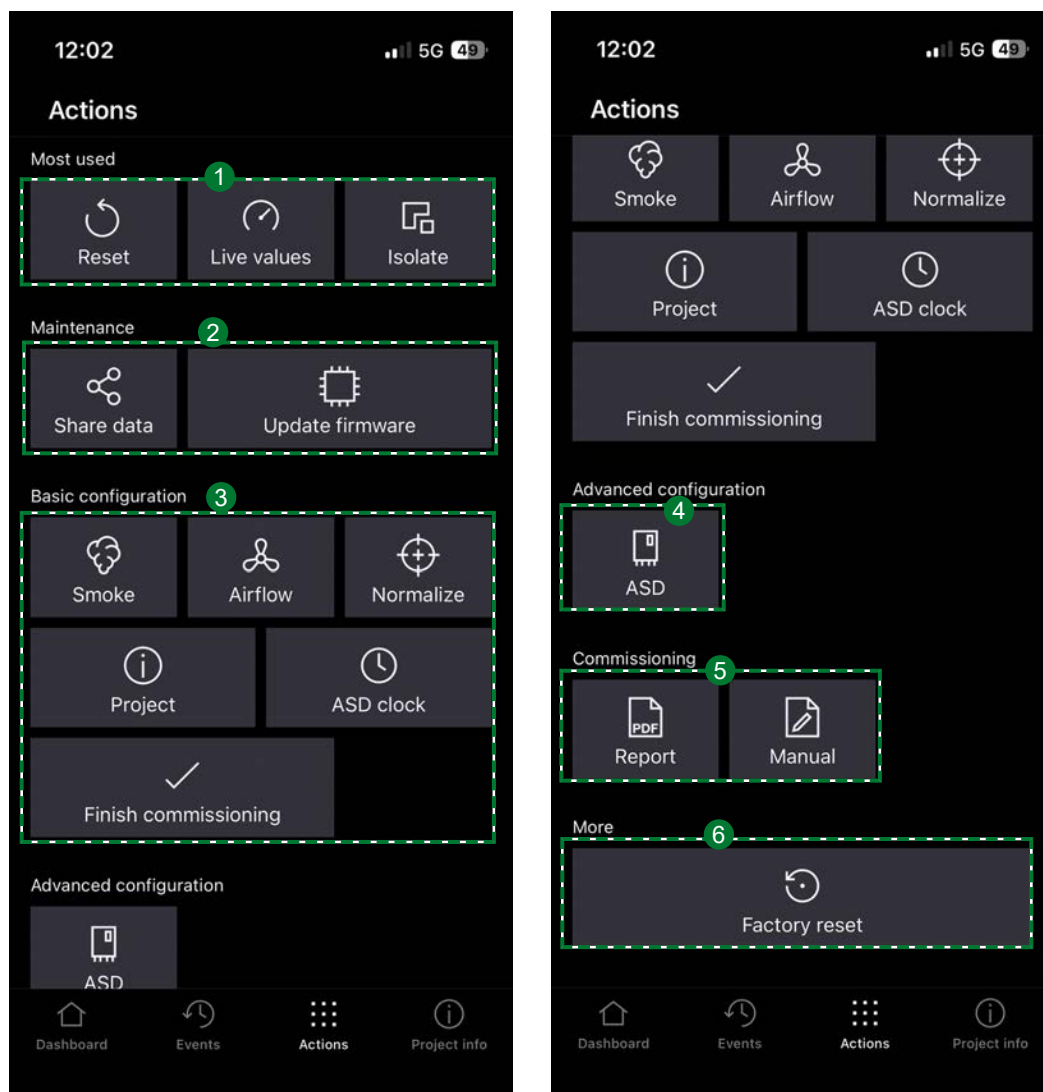 12:02
5G 49
Actions
Most used
1
Reset Live values Isolate
Maintenance
2
Share data Update firmware
Basic configuration
3
Smoke Airflow Normalize
Project ASD clock
Finish commissioning
Advanced configuration
ASD
Dashboard Events Actions Project info
12:02
5G 49
Actions
Smoke Airflow Normalize
Project ASD clock
Finish commissioning
Advanced configuration
4
ASD
Commissioning
5
PDF
Report Manual
More
6
Factory reset
Dashboard Events Actions Project info